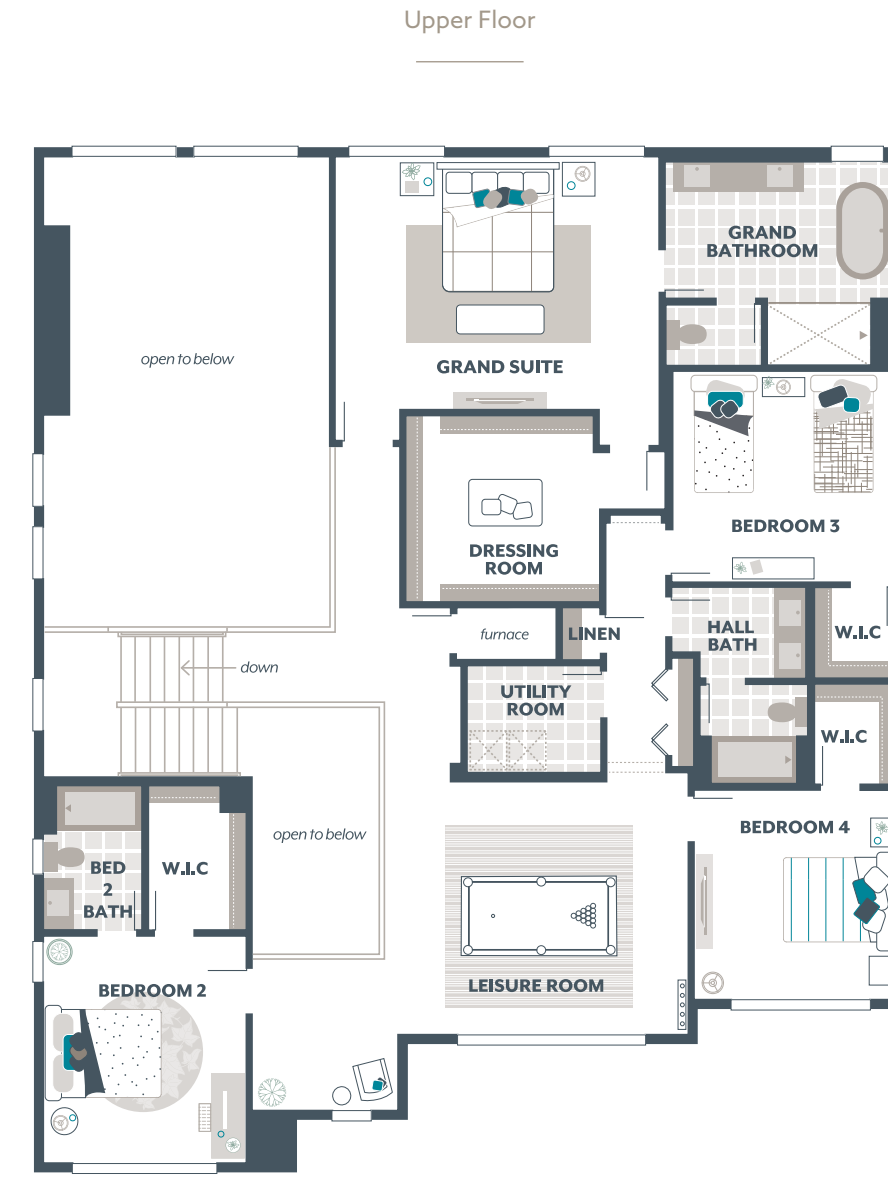 Upper Floor
GRAND
BATHROOM
open to below
GRAND SUITE
BEDROOM 3
DRESSING
ROOM
furnace
LINEN
HALL
BATH
W.I.C
down
UTILITY
ROOM
W.I.C
open to below
BEDROOM 4
BED
2
BATH
W.I.C
LEISURE ROOM
BEDROOM 2